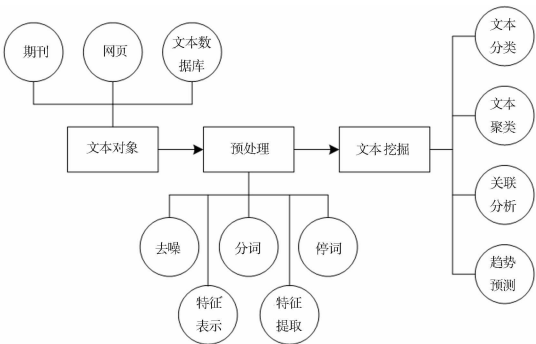 期刊
网页
文本数
据库
文本对象
预处理
文本挖掘
文本
分类
文本
聚类
关联
分析
趋势
预测
去噪
分词
停词
特征
表示
特征
提取